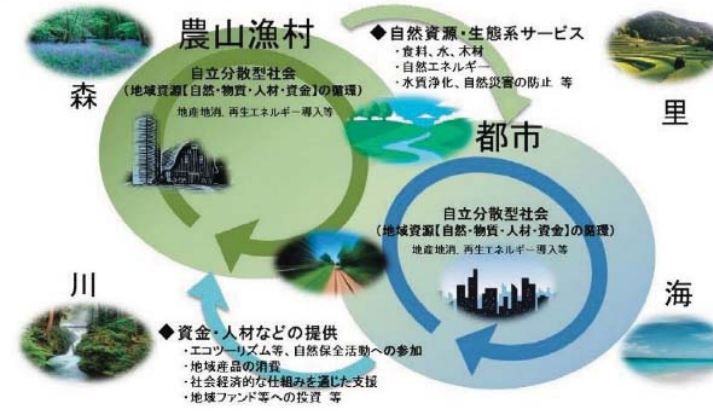 農山漁村
自立分散型社会
（地域資源【自然・物質・人材・資金】の循環）
地産地消、再生エネルギー導入等
森
◆自然資源・生態系サービス
・食料、水、木材
・自然エネルギー
・水質浄化、自然災害の防止 等
里
都市
自立分散型社会
（地域資源【自然・物質・人材・資金】の循環）
地産地消、再生エネルギー導入等
川
海
◆資金・人材などの提供
・エコツーリズム等、自然保全活動への参加
・地域産品の消費
・社会経済的な仕組みを通じた支援
・地域ファンド等への投資 等